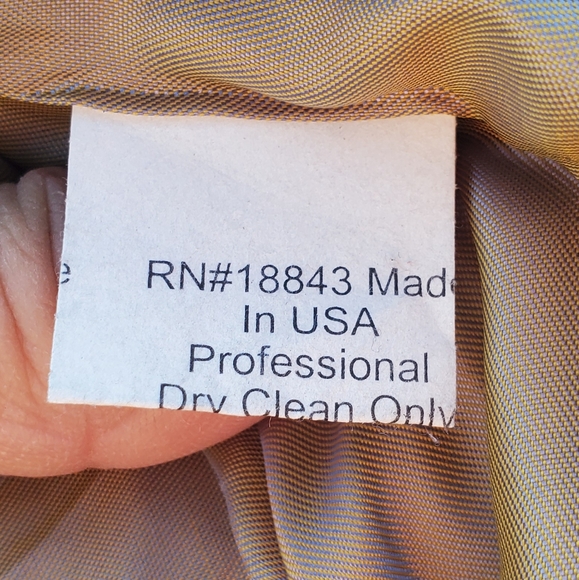 e RN#18843 Made
In USA
Professional
Dry Clean Only